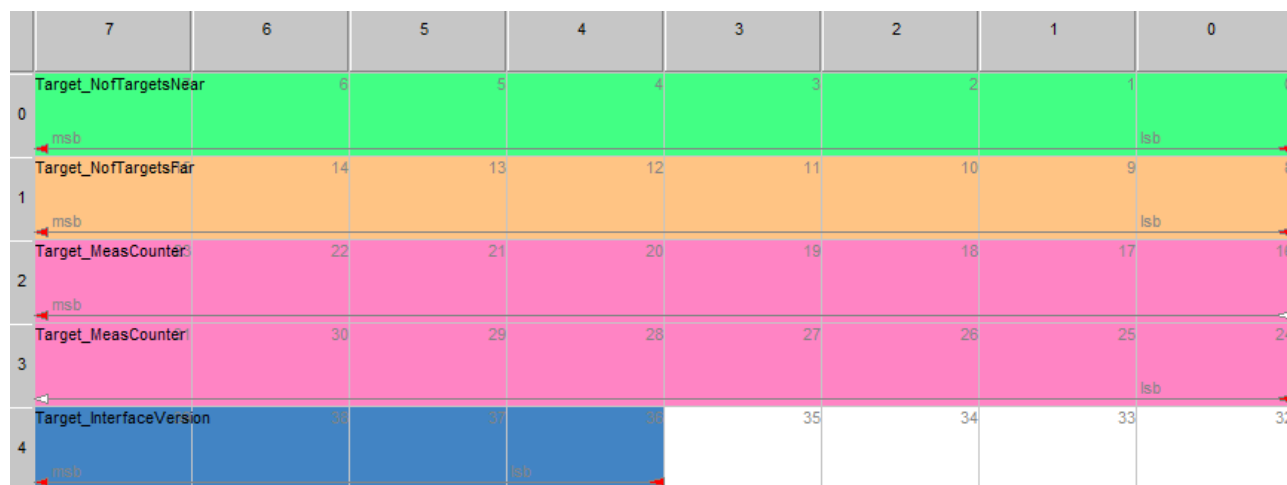 7 6 5 4 3 2 1 0
Target_NofTargetsNear 6 5 4 3 2 1
0
msb lsb
Target_NofTargetsFar 14 13 12 11 10 9 8
1
msb lsb
Target_MeasCounter 22 21 20 19 18 17 16
2
msb
Target_MeasCounter 30 29 28 27 26 25 24
3
lsb
Target_InterfaceVersion 38 37 36 35 34 33 32
4
msb lsb